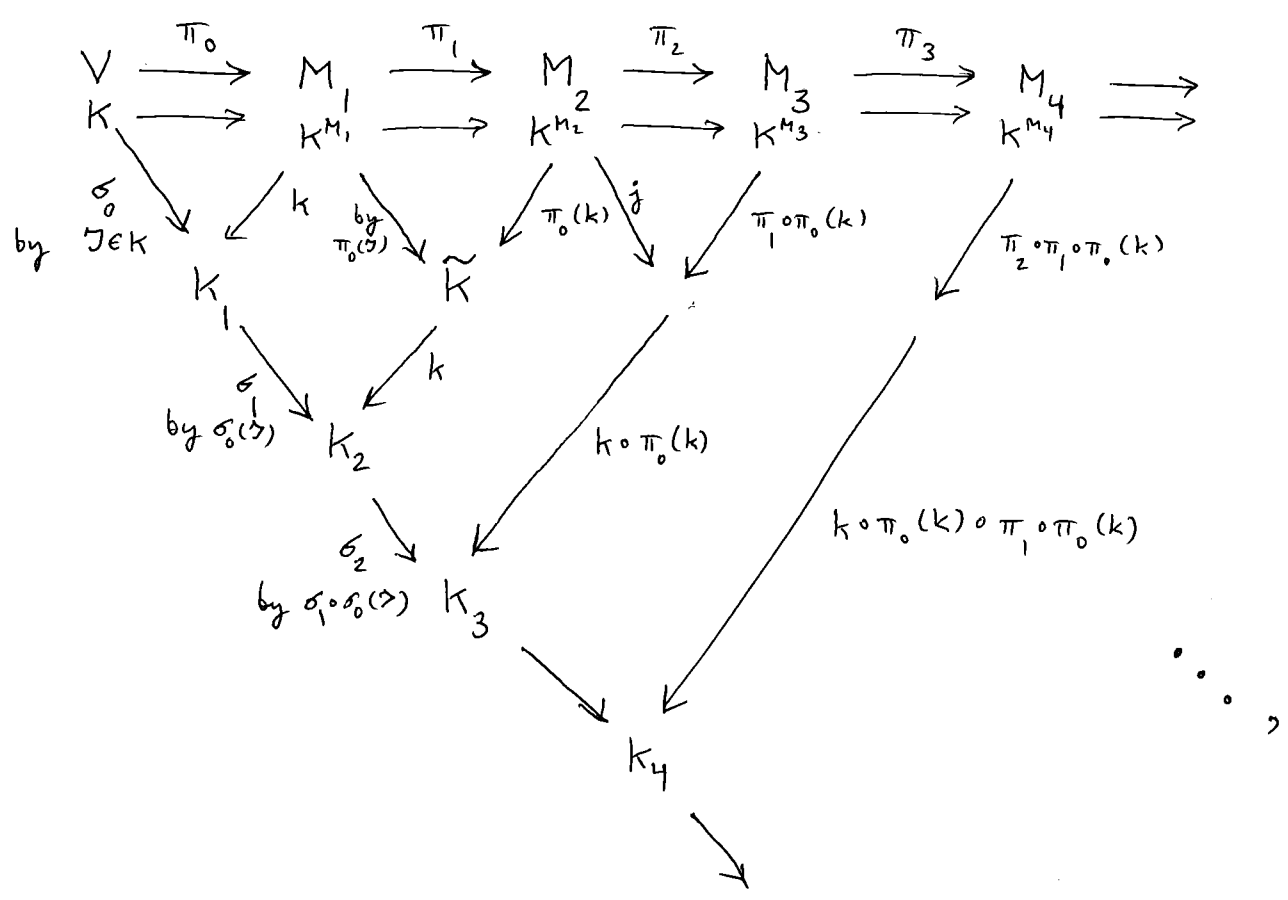 π₀ π₁ π₂ π₃
V M₁ M₂ M₃ M₄
K K^{M₁} K^{M₂} K^{M₃} K^{M₄}
σ₀ k by π₀(k) j π₁∘π₀(k)
by ℐ∈K π₀(ℐ) π₂∘π₁∘π₀(k)
K₁ K̃
σ₁ k
by σ₀(ℐ) K₂ k∘π₀(k)
σ₂ k∘π₀(k)∘π₁∘π₀(k)
by σ₁∘σ₀(ℐ) K₃
K₄
⋱ ,